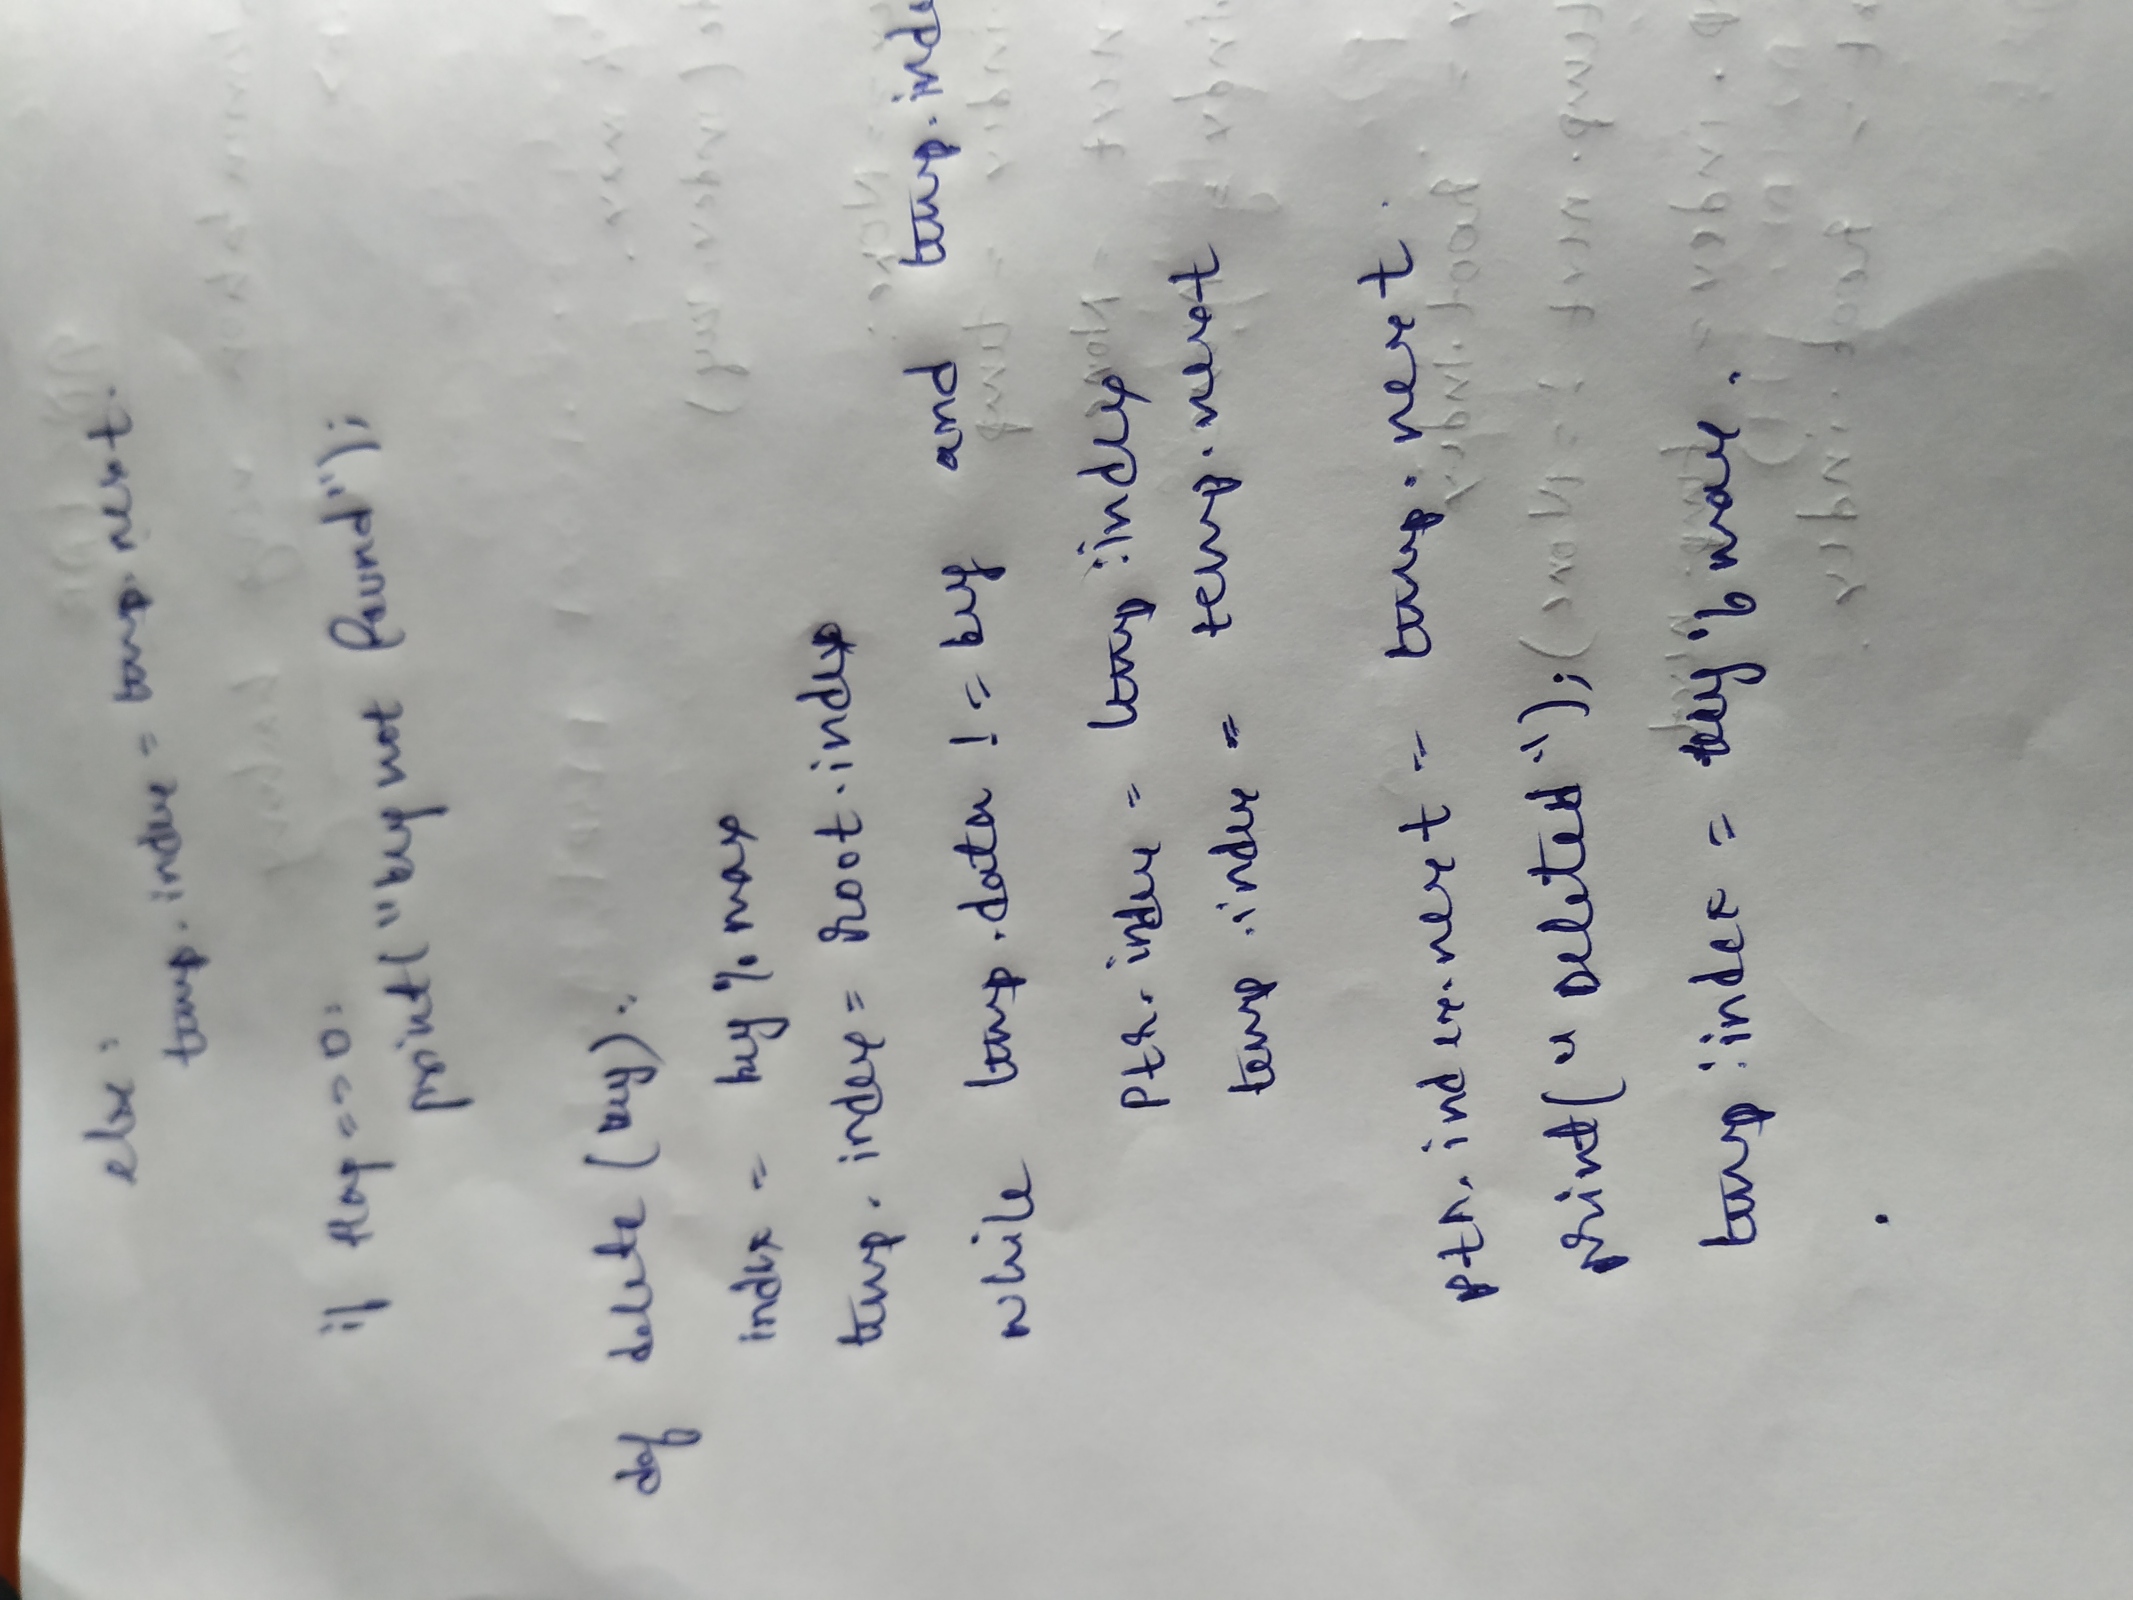 else:
temp.index = temp.next.
if flag==0:
print("key not found");
def delete (key):
index = key % max
temp.index = root.index
while temp.data != key and temp.inde
Ptr.index = temp.index
temp.index = temp.next
ptr.index.next = temp.next.
print("Deleted");
temp.index = key % max.